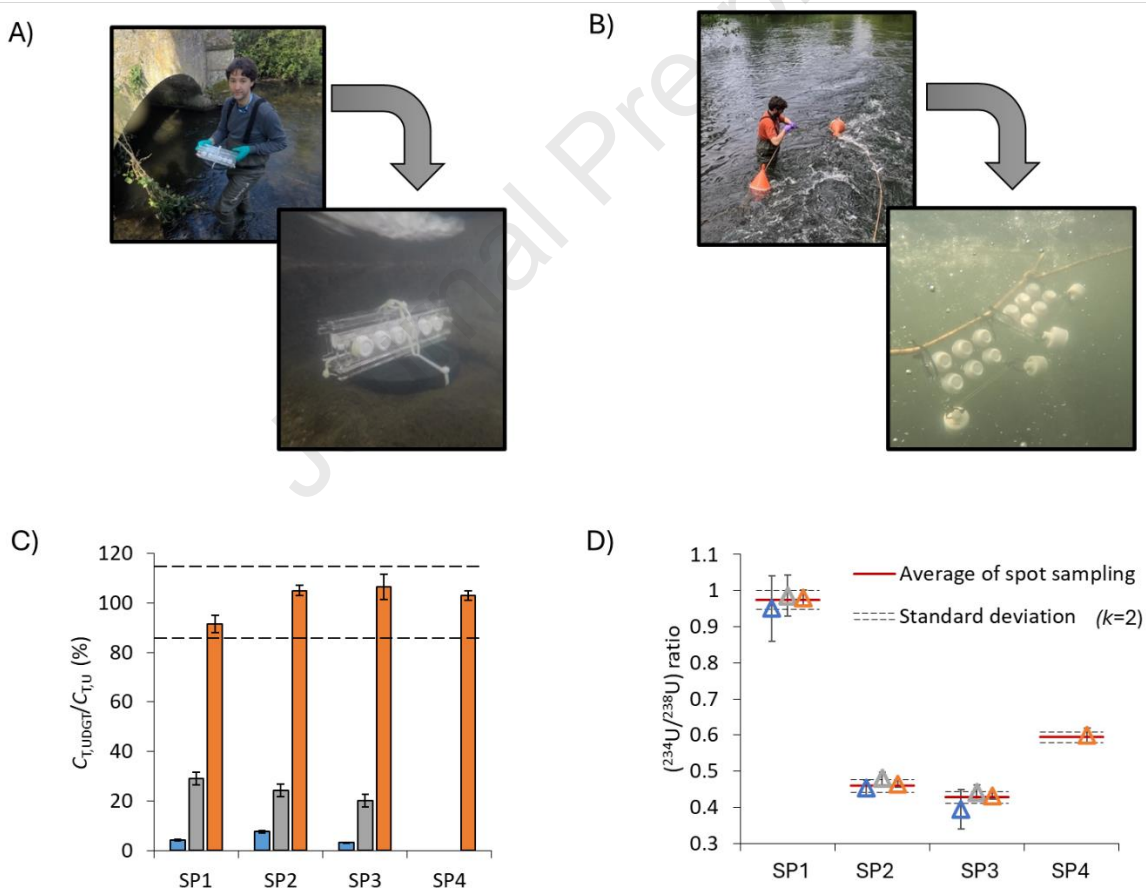 A)
B)
Journal Pre-
C)
120
100
80
60
40
20
0
C_T,UDGT/C_T,U (%)
SP1 SP2 SP3 SP4
D)
1.1
1
0.9
0.8
0.7
0.6
0.5
0.4
0.3
(²³⁴U/²³⁸U) ratio
Average of spot sampling
Standard deviation (k=2)
SP1 SP2 SP3 SP4